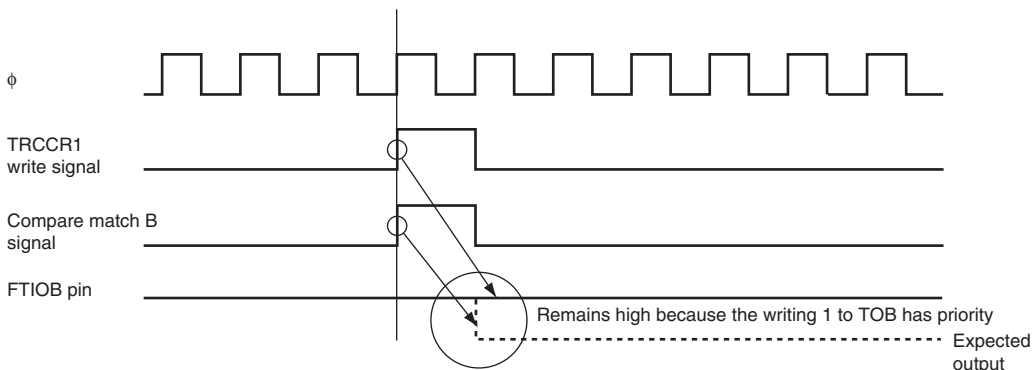 ϕ
TRCCR1
write signal
Compare match B
signal
FTIOB pin
Remains high because the writing 1 to TOB has priority
Expected
output